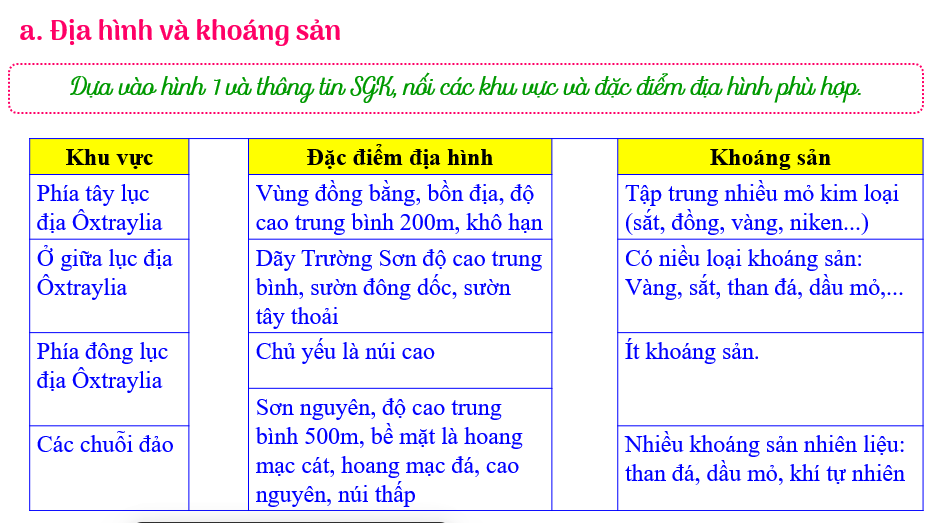 a. Địa hình và khoáng sản
Dựa vào hình 1 và thông tin SGK, nối các khu vực và đặc điểm địa hình phù hợp.
Khu vực
Đặc điểm địa hình
Khoáng sản
Phía tây lục
địa Ôxtraylia
Vùng đồng bằng, bồn địa, độ
cao trung bình 200m, khô hạn
Tập trung nhiều mỏ kim loại
(sắt, đồng, vàng, niken...)
Ở giữa lục địa
Ôxtraylia
Dãy Trường Sơn độ cao trung
bình, sườn đông dốc, sườn
tây thoải
Có niều loại khoáng sản:
Vàng, sắt, than đá, dầu mỏ,...
Phía đông lục
địa Ôxtraylia
Chủ yếu là núi cao
Ít khoáng sản.
Các chuỗi đảo
Sơn nguyên, độ cao trung
bình 500m, bề mặt là hoang
mạc cát, hoang mạc đá, cao
nguyên, núi thấp
Nhiều khoáng sản nhiên liệu:
than đá, dầu mỏ, khí tự nhiên